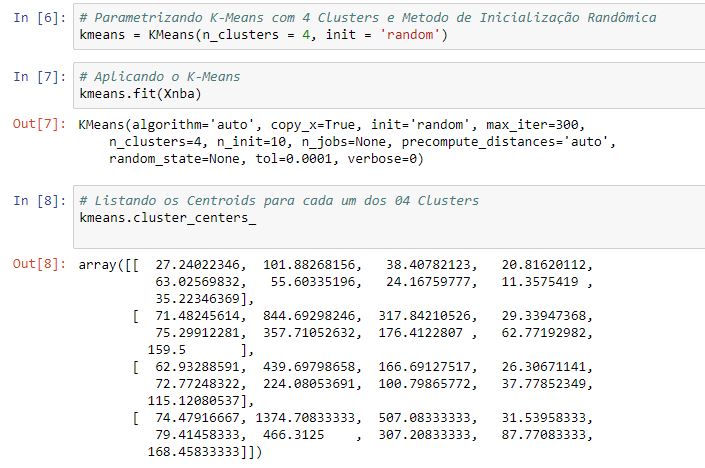 In [6]: # Parametrizando K-Means com 4 Clusters e Metodo de Inicialização Randômica
kmeans = KMeans(n_clusters = 4, init = 'random')
In [7]: # Aplicando o K-Means
kmeans.fit(Xnba)
Out[7]: KMeans(algorithm='auto', copy_x=True, init='random', max_iter=300,
n_clusters=4, n_init=10, n_jobs=None, precompute_distances='auto',
random_state=None, tol=0.0001, verbose=0)
In [8]: # Listando os Centroids para cada um dos 04 Clusters
kmeans.cluster_centers_
Out[8]: array([[ 27.24022346, 101.88268156, 38.40782123, 20.81620112,
63.02569832, 55.60335196, 24.16759777, 11.3575419 ,
35.22346369],
[ 71.48245614, 844.69298246, 317.84210526, 29.33947368,
75.29912281, 357.71052632, 176.4122807 , 62.77192982,
159.5 ],
[ 62.93288591, 439.69798658, 166.69127517, 26.30671141,
72.77248322, 224.08053691, 100.79865772, 37.77852349,
115.12080537],
[ 74.47916667, 1374.70833333, 507.08333333, 31.53958333,
79.41458333, 466.3125 , 307.20833333, 87.77083333,
168.45833333]])